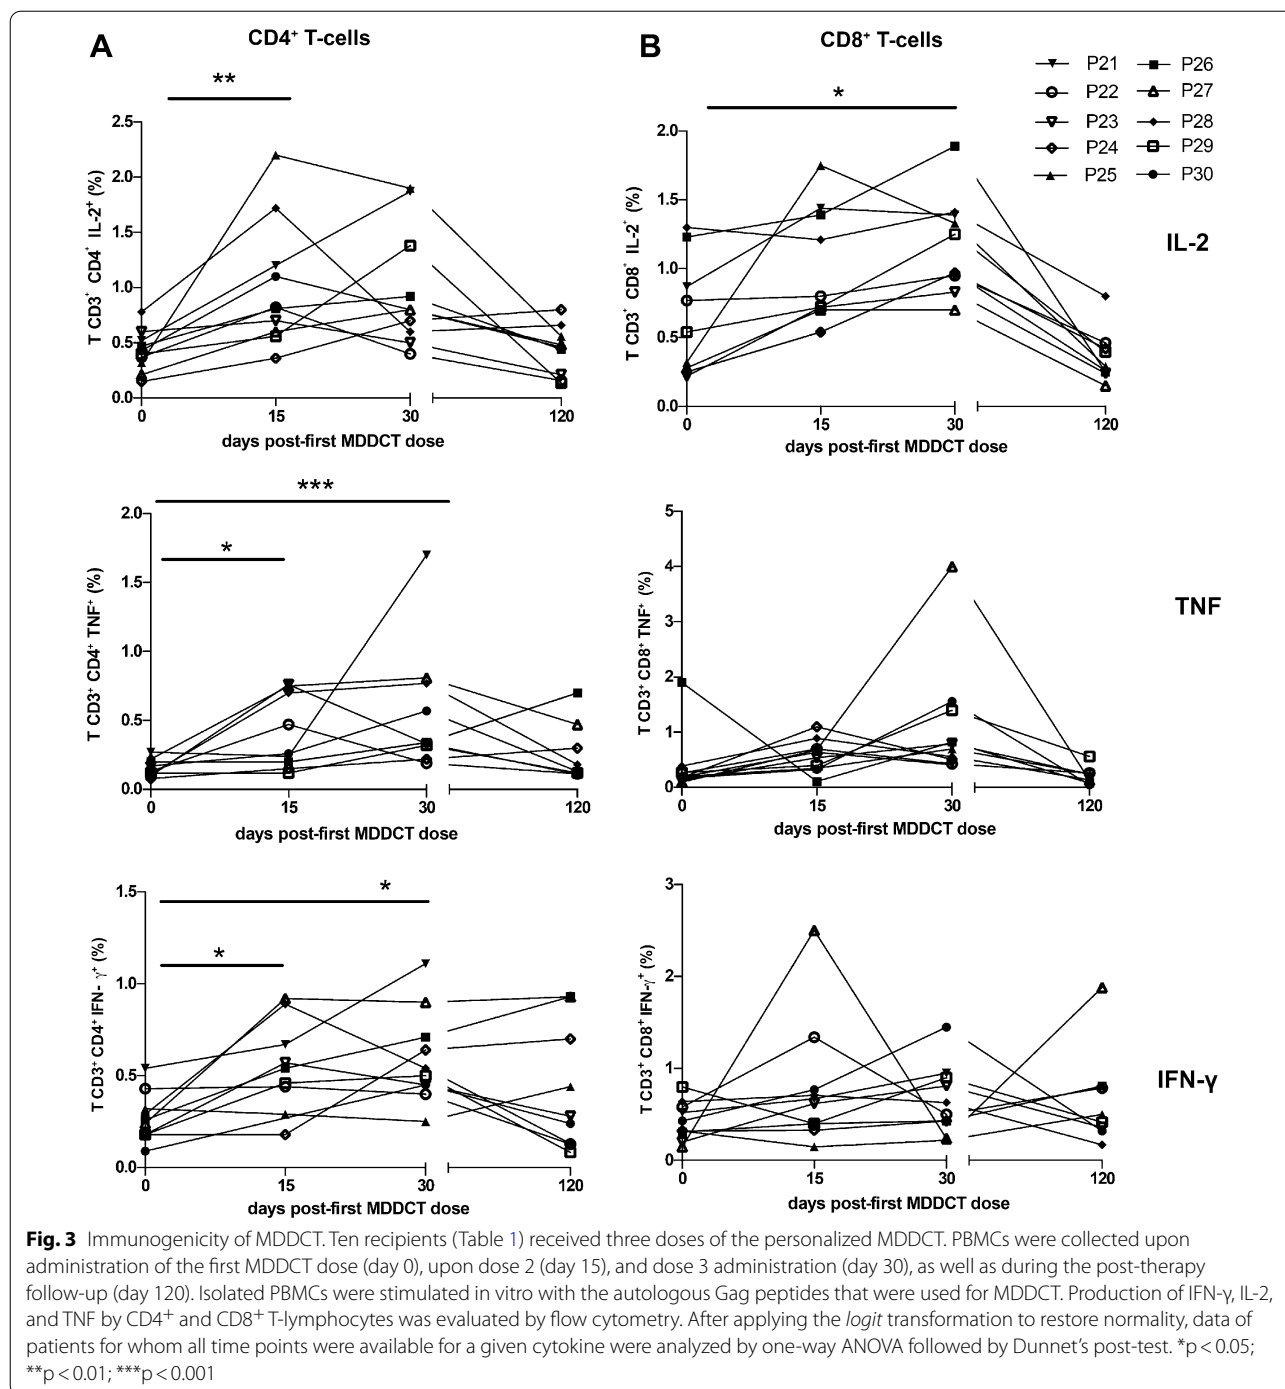 A
CD4⁺ T-cells
B
CD8⁺ T-cells
P21
P22
P23
P24
P25
P26
P27
P28
P29
P30
**
T CD3⁺ CD4⁺ IL-2⁺ (%)
2.5
2.0
1.5
1.0
0.5
0.0
0 15 30 120
days post-first MDDCT dose
*
T CD3⁺ CD8⁺ IL-2⁺ (%)
2.0
1.5
1.0
0.5
0.0
0 15 30 120
days post-first MDDCT dose
IL-2
***
*
T CD3⁺ CD4⁺ TNF⁺ (%)
2.0
1.5
1.0
0.5
0.0
0 15 30 120
days post-first MDDCT dose
T CD3⁺ CD8⁺ TNF⁺ (%)
5
4
3
2
1
0
0 15 30 120
days post-first MDDCT dose
TNF
*
*
T CD3⁺ CD4⁺ IFN- γ⁺ (%)
1.5
1.0
0.5
0.0
0 15 30 120
days post-first MDDCT dose
T CD3⁺ CD8⁺ IFN-γ⁺ (%)
3
2
1
0
0 15 30 120
days post-first MDDCT dose
IFN-γ
Fig. 3 Immunogenicity of MDDCT. Ten recipients (Table 1) received three doses of the personalized MDDCT. PBMCs were collected upon
administration of the first MDDCT dose (day 0), upon dose 2 (day 15), and dose 3 administration (day 30), as well as during the post-therapy
follow-up (day 120). Isolated PBMCs were stimulated in vitro with the autologous Gag peptides that were used for MDDCT. Production of IFN-γ, IL-2,
and TNF by CD4⁺ and CD8⁺ T-lymphocytes was evaluated by flow cytometry. After applying the logit transformation to restore normality, data of
patients for whom all time points were available for a given cytokine were analyzed by one-way ANOVA followed by Dunnet's post-test. *p < 0.05;
**p < 0.01; ***p < 0.001